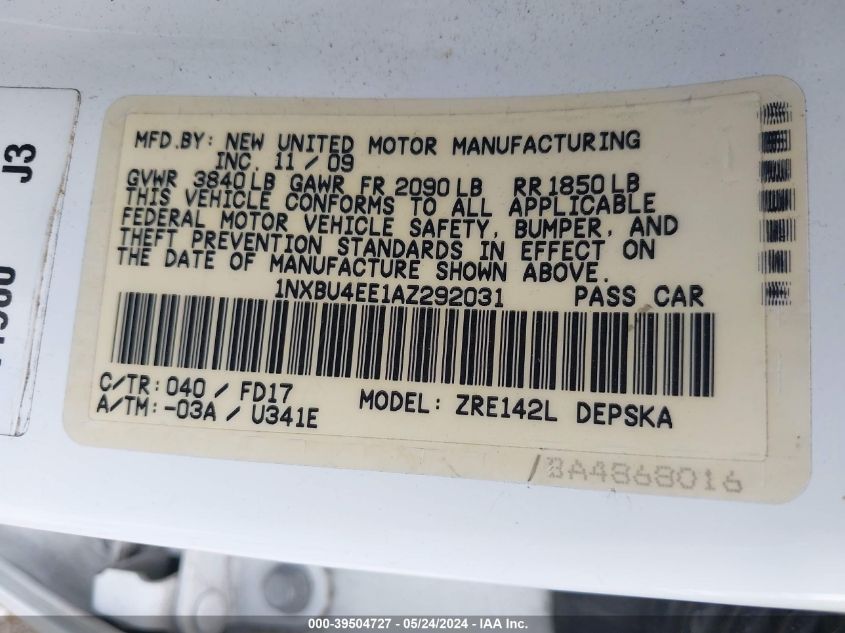 MFD.BY: NEW UNITED MOTOR MANUFACTURING
INC. 11 / 09
GVWR 3840 LB GAWR FR 2090 LB RR 1850 LB
THIS VEHICLE CONFORMS TO ALL APPLICABLE
FEDERAL MOTOR VEHICLE SAFETY, BUMPER, AND
THEFT PREVENTION STANDARDS IN EFFECT ON
THE DATE OF MANUFACTURE SHOWN ABOVE.
1NXBU4EE1AZ292031 PASS CAR
C/TR: 040 / FD17
A/TM: -03A / U341E
MODEL: ZRE142L DEPSKA
/BA4868016
J3
000-39504727 - 05/24/2024 - IAA Inc.